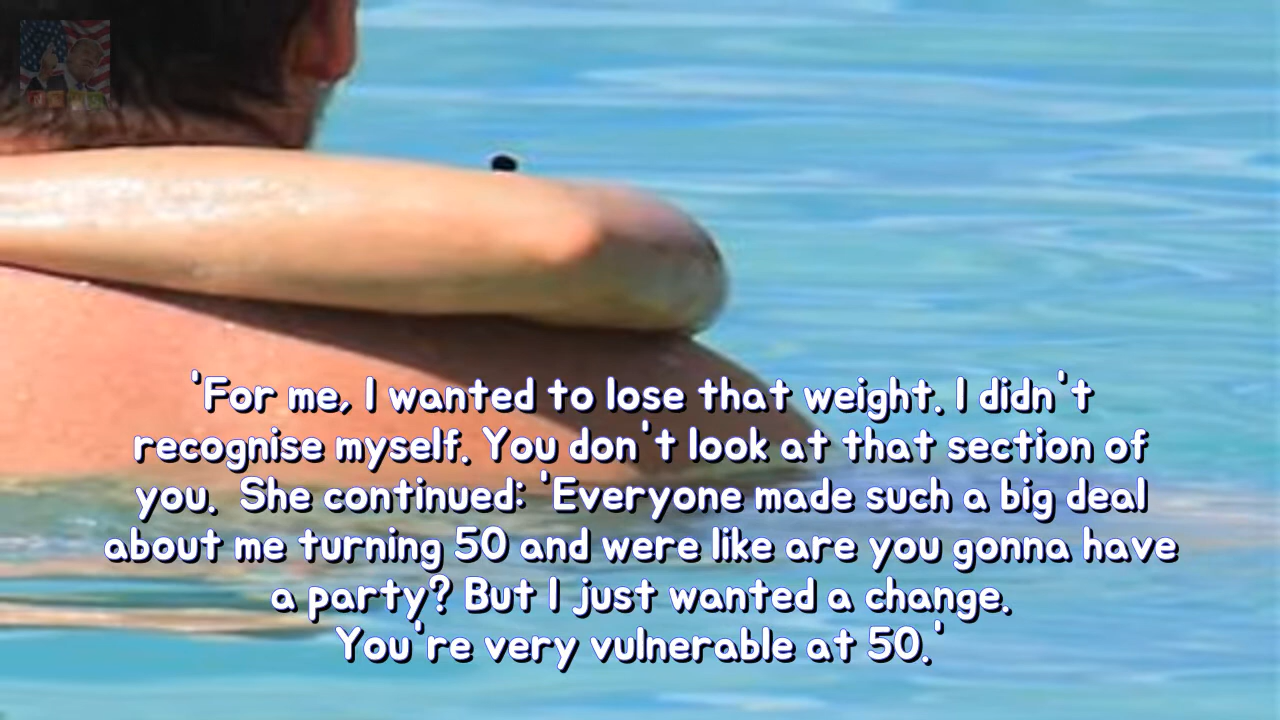 'For me, I wanted to lose that weight. I didn't
recognise myself. You don't look at that section of
you.  She continued: 'Everyone made such a big deal
about me turning 50 and were like are you gonna have
a party? But I just wanted a change.
You're very vulnerable at 50.'